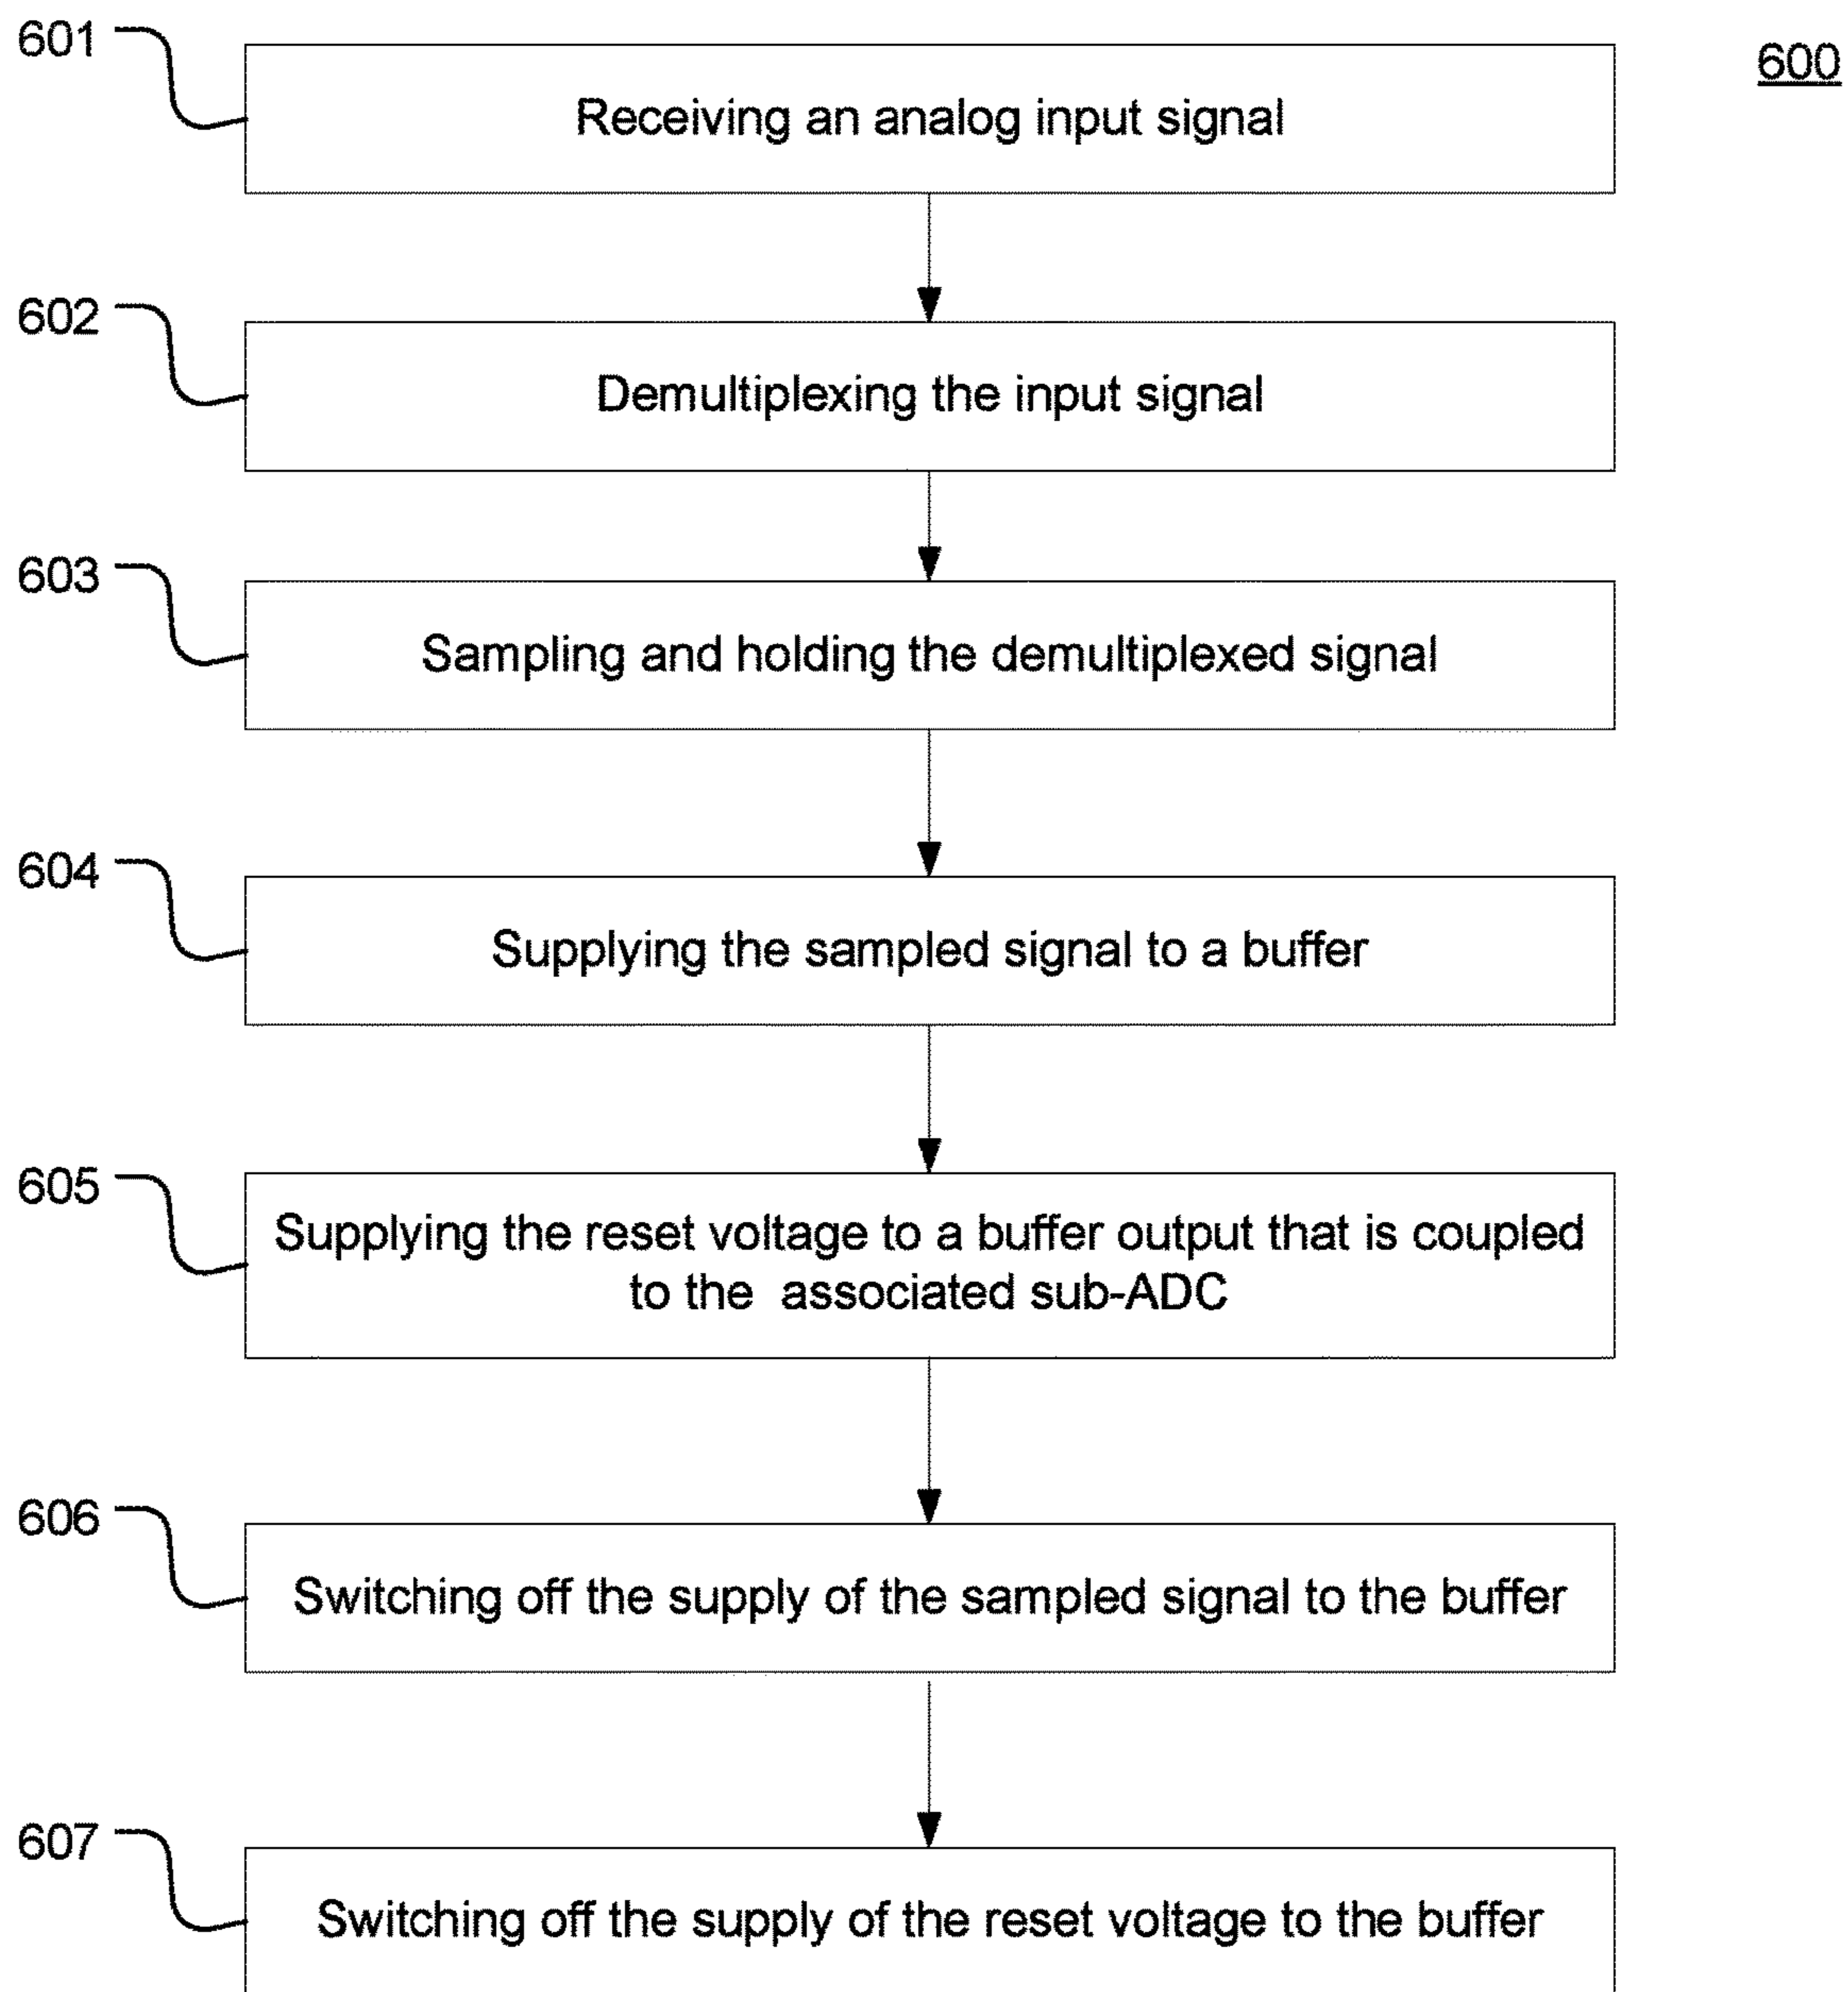 600
601
Receiving an analog input signal
602
Demultiplexing the input signal
603
Sampling and holding the demultiplexed signal
604
Supplying the sampled signal to a buffer
605
Supplying the reset voltage to a buffer output that is coupled
to the associated sub-ADC
606
Switching off the supply of the sampled signal to the buffer
607
Switching off the supply of the reset voltage to the buffer